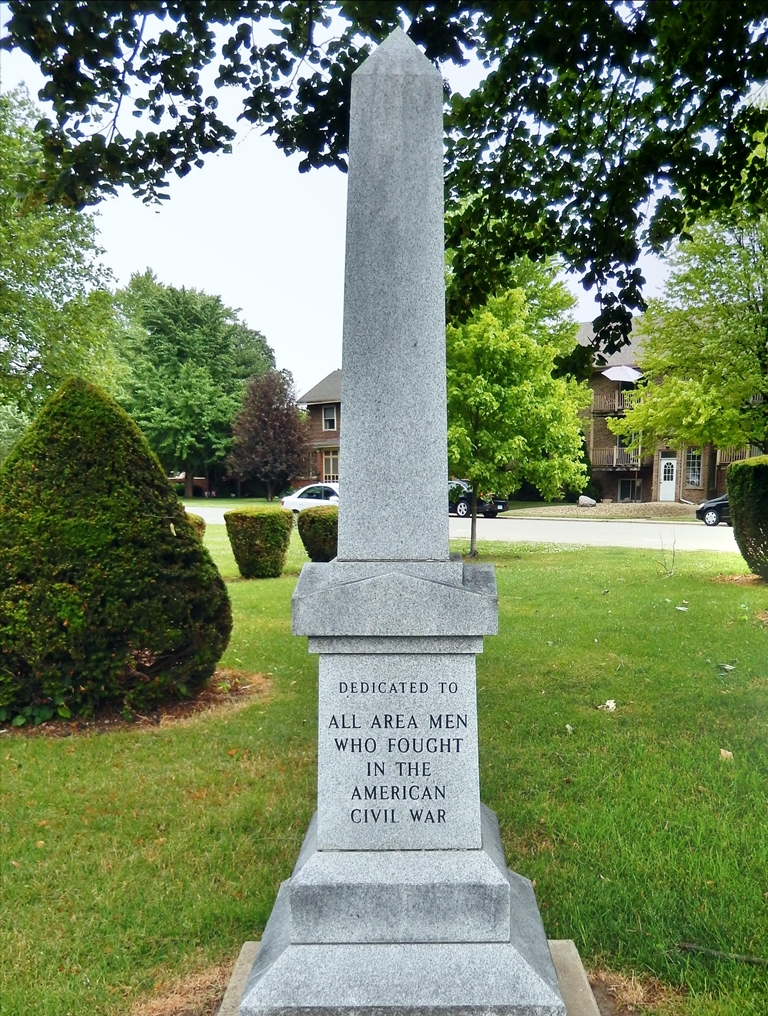 DEDICATED TO
ALL AREA MEN
WHO FOUGHT
IN THE
AMERICAN
CIVIL WAR